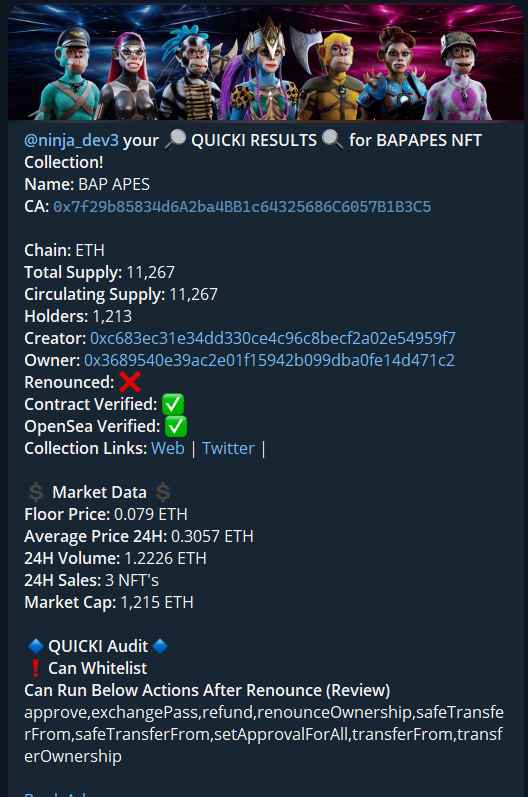 @ninja_dev3 your 🔎 QUICKI RESULTS 🔍 for BAPAPES NFT
Collection!
Name: BAP APES
CA: 0x7f29b85834d6A2ba4BB1c64325686C6057B1B3C5
Chain: ETH
Total Supply: 11,267
Circulating Supply: 11,267
Holders: 1,213
Creator: 0xc683ec31e34dd330ce4c96c8becf2a02e54959f7
Owner: 0x3689540e39ac2e01f15942b099dba0fe14d471c2
Renounced: ❌
Contract Verified: ✅
OpenSea Verified: ✅
Collection Links: Web | Twitter |
💲 Market Data 💲
Floor Price: 0.079 ETH
Average Price 24H: 0.3057 ETH
24H Volume: 1.2226 ETH
24H Sales: 3 NFT's
Market Cap: 1,215 ETH
🔷 QUICKI Audit 🔷
❗ Can Whitelist
Can Run Below Actions After Renounce (Review)
approve,exchangePass,refund,renounceOwnership,safeTransfe
rFrom,safeTransferFrom,setApprovalForAll,transferFrom,transf
erOwnership